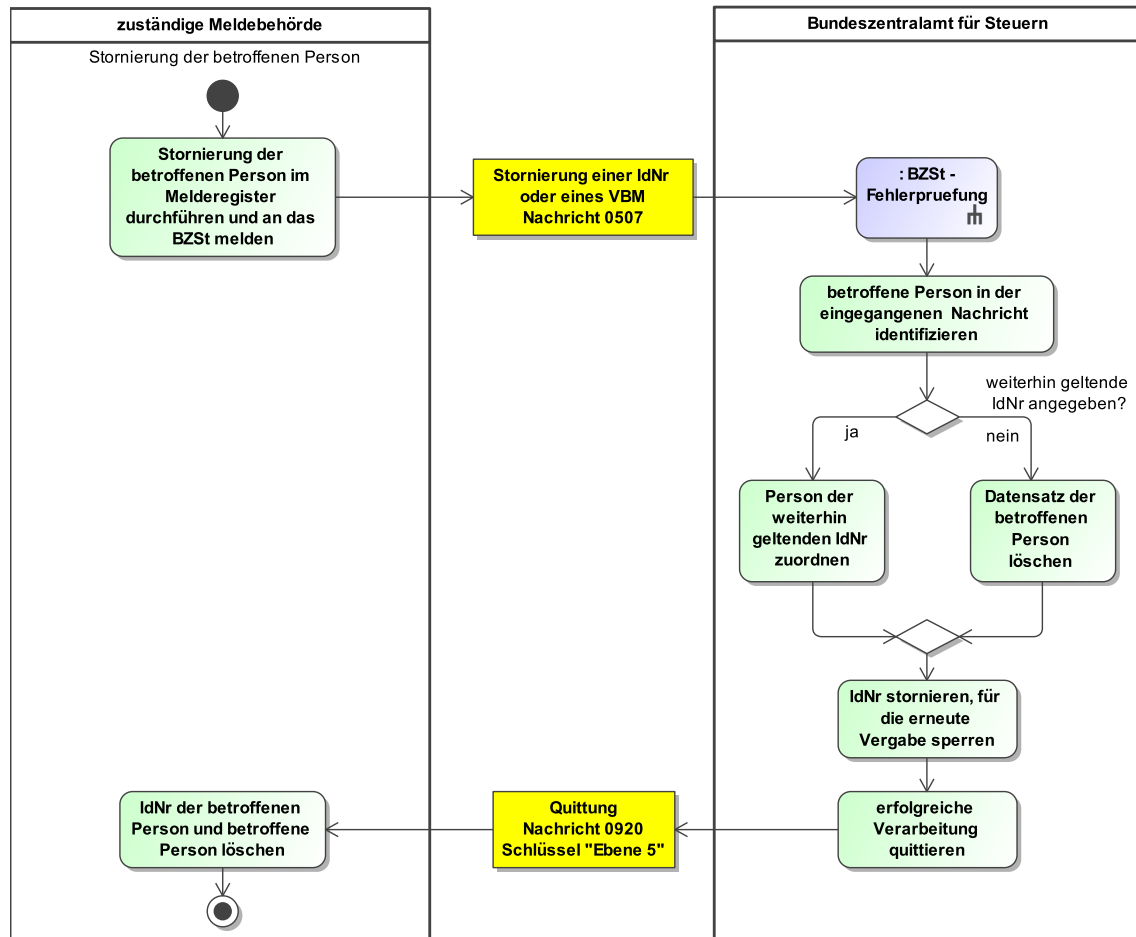 zuständige Meldebehörde
Bundeszentralamt für Steuern
Stornierung der betroffenen Person
Stornierung der
betroffenen Person im
Melderegister
durchführen und an das
BZSt melden
Stornierung einer IdNr
oder eines VBM
Nachricht 0507
: BZSt -
Fehlerpruefung
betroffene Person in der
eingegangenen Nachricht
identifizieren
weiterhin geltende
IdNr angegeben?
ja
nein
Person der
weiterhin
geltenden IdNr
zuordnen
Datensatz der
betroffenen
Person
löschen
IdNr stornieren, für
die erneute
Vergabe sperren
erfolgreiche
Verarbeitung
quittieren
Quittung
Nachricht 0920
Schlüssel "Ebene 5"
IdNr der betroffenen
Person und betroffene
Person löschen